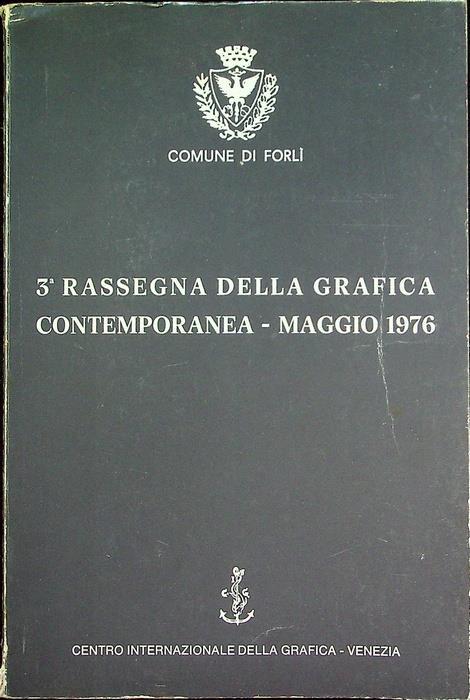 COMUNE DI FORLÌ
3ª RASSEGNA DELLA GRAFICA
CONTEMPORANEA - MAGGIO 1976
CENTRO INTERNAZIONALE DELLA GRAFICA - VENEZIA